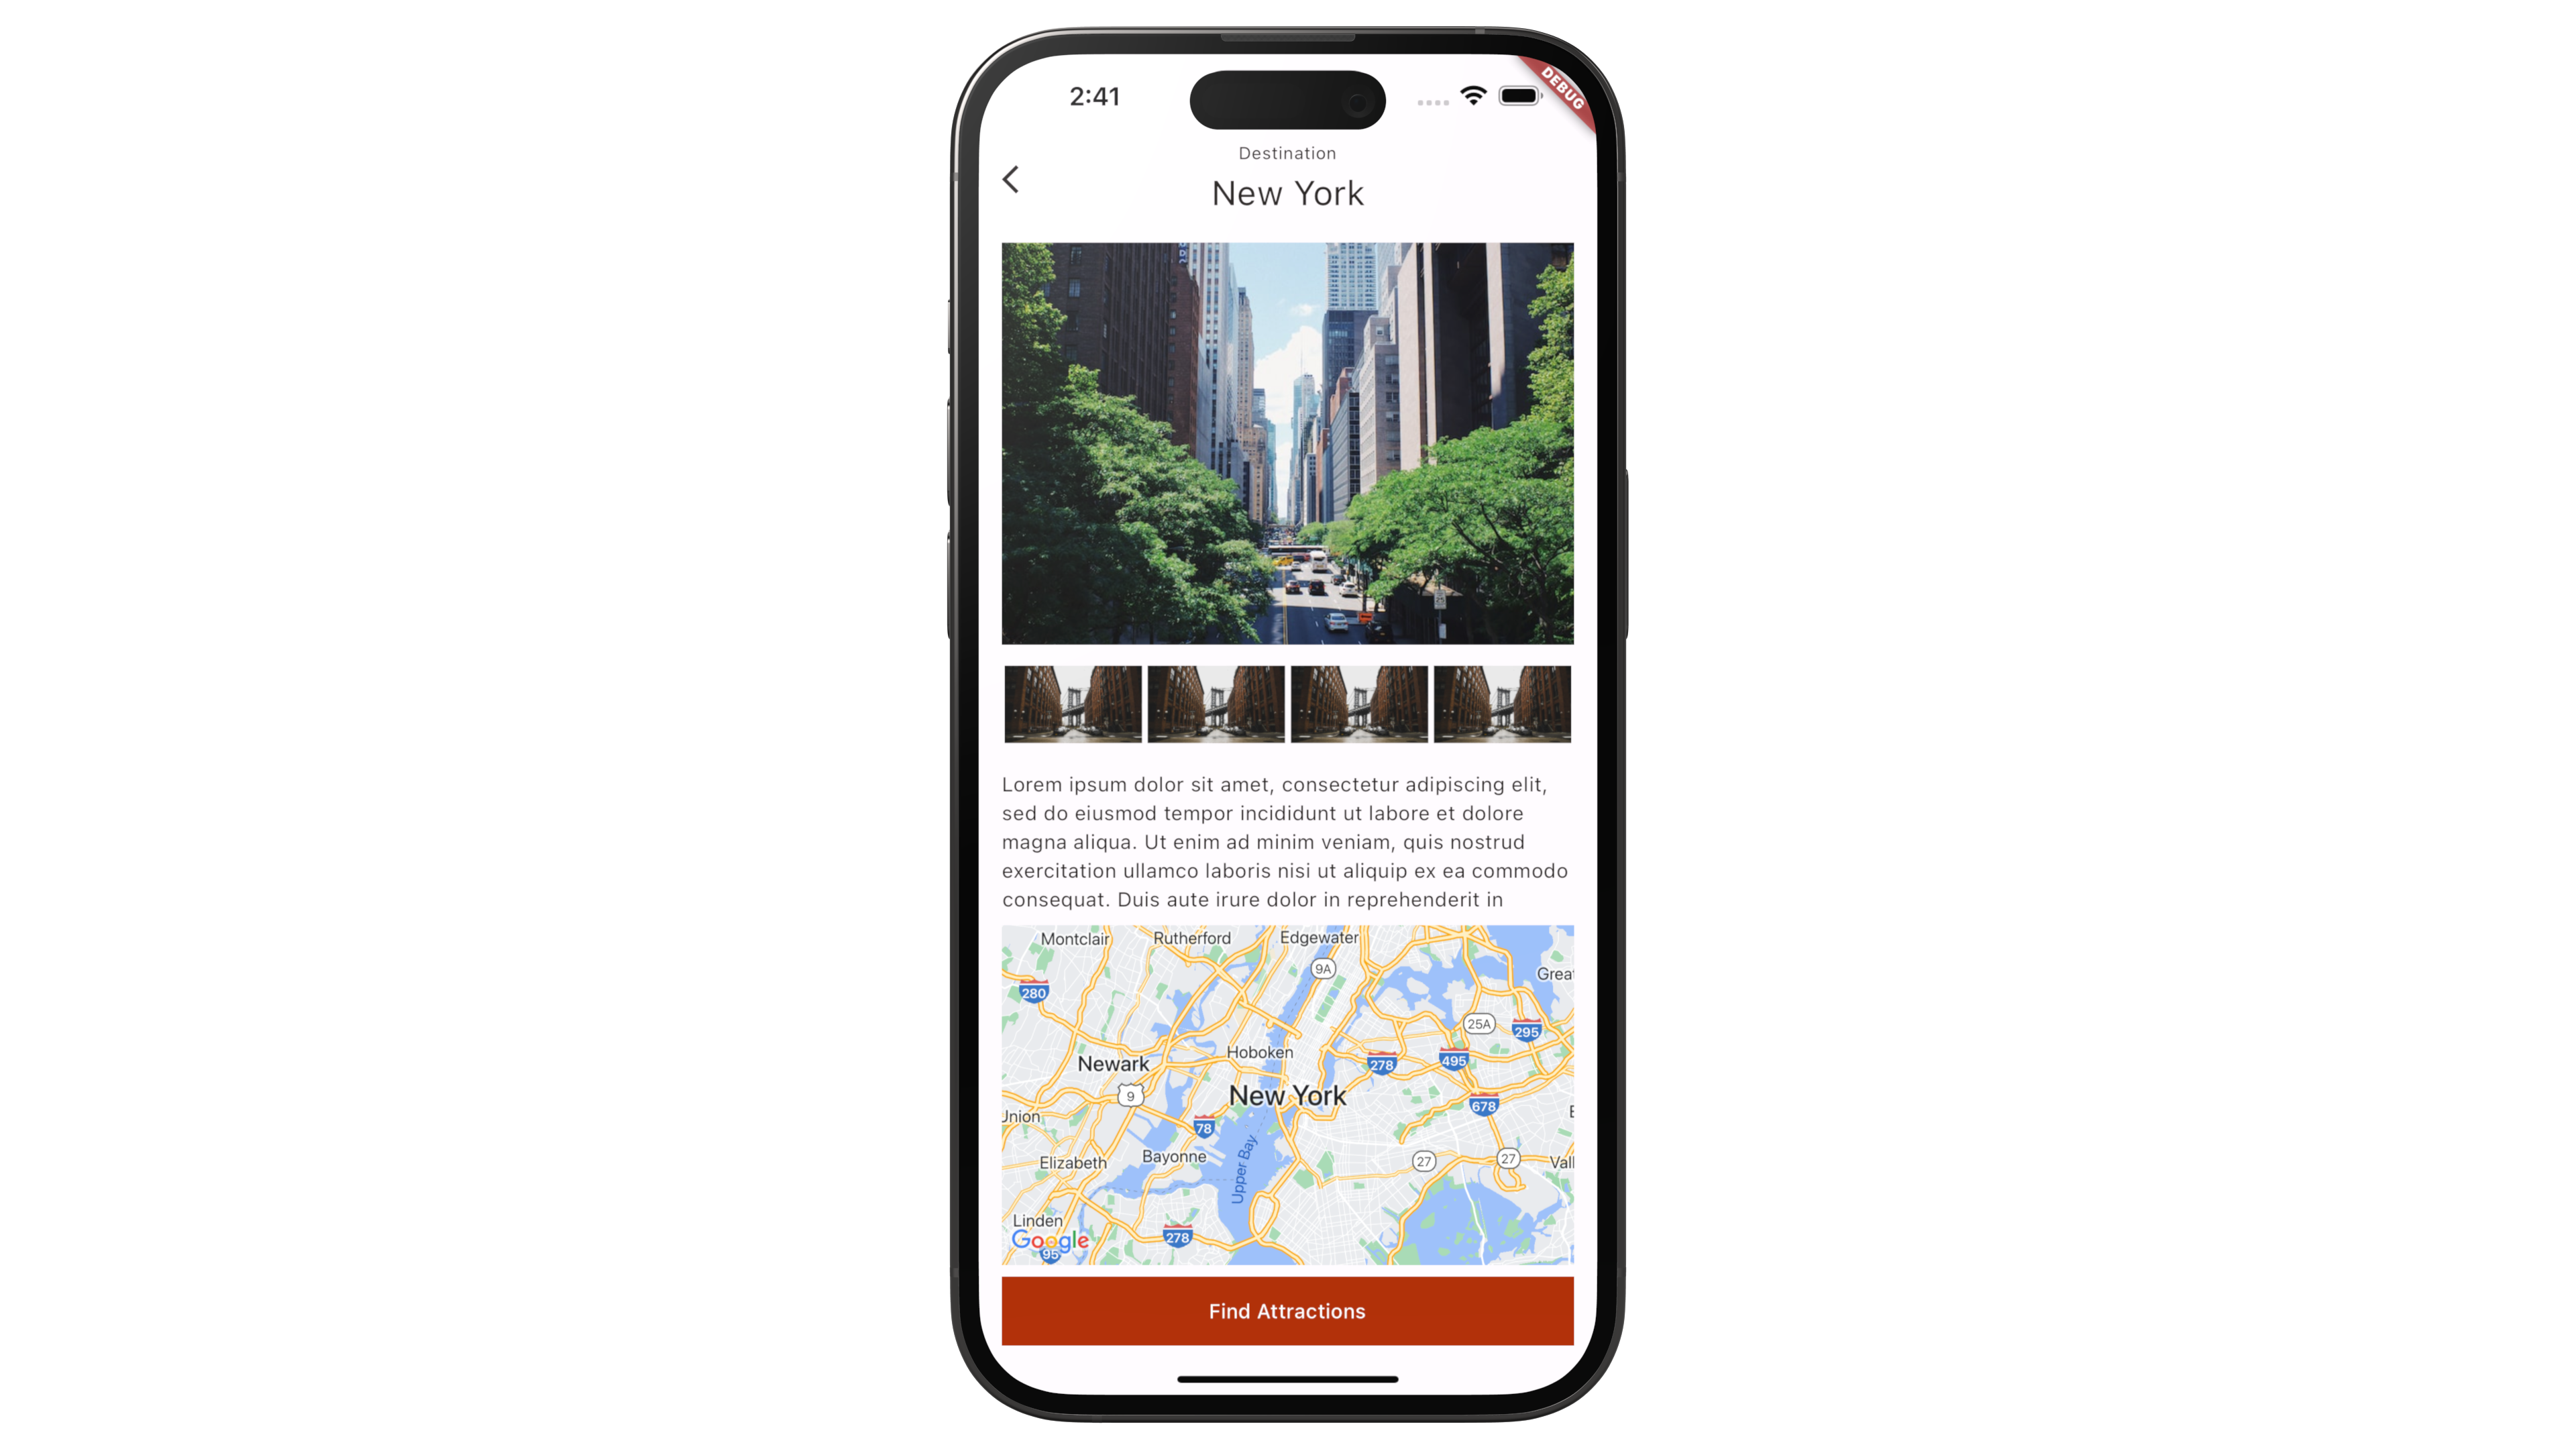 2:41
DEBUG
Destination
New York
Lorem ipsum dolor sit amet, consectetur adipiscing elit,
sed do eiusmod tempor incididunt ut labore et dolore
magna aliqua. Ut enim ad minim veniam, quis nostrud
exercitation ullamco laboris nisi ut aliquip ex ea commodo
consequat. Duis aute irure dolor in reprehenderit in
Montclair
Rutherford
Edgewater
9A
Great
280
25A
295
Hoboken
278
495
Newark
New York
9
678
Union
78
Elizabeth
Bayonne
Upper Bay
27
27
Vall
Linden
Google
95
278
Find Attractions